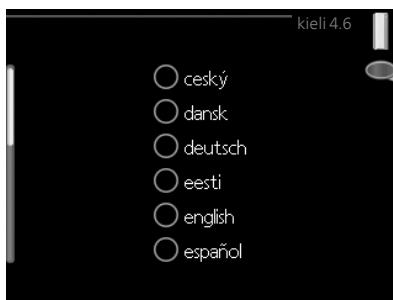 kieli 4.6
ceský
dansk
deutsch
eesti
english
español